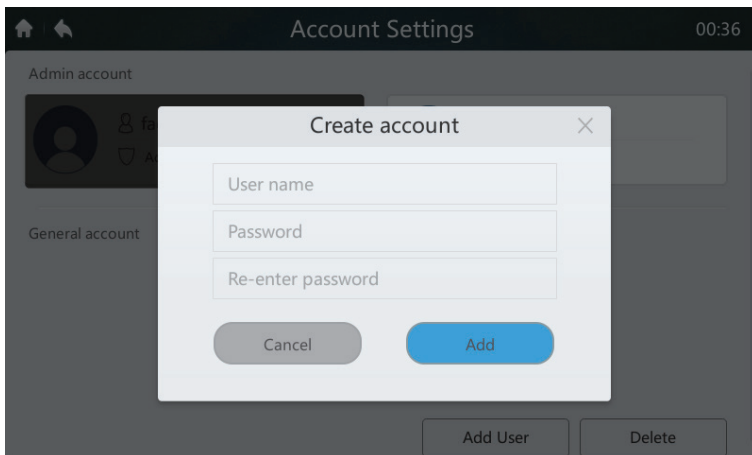 Account Settings
00:36
Admin account
Create account
User name
Password
General account
Re-enter password
Cancel
Add
Add User
Delete